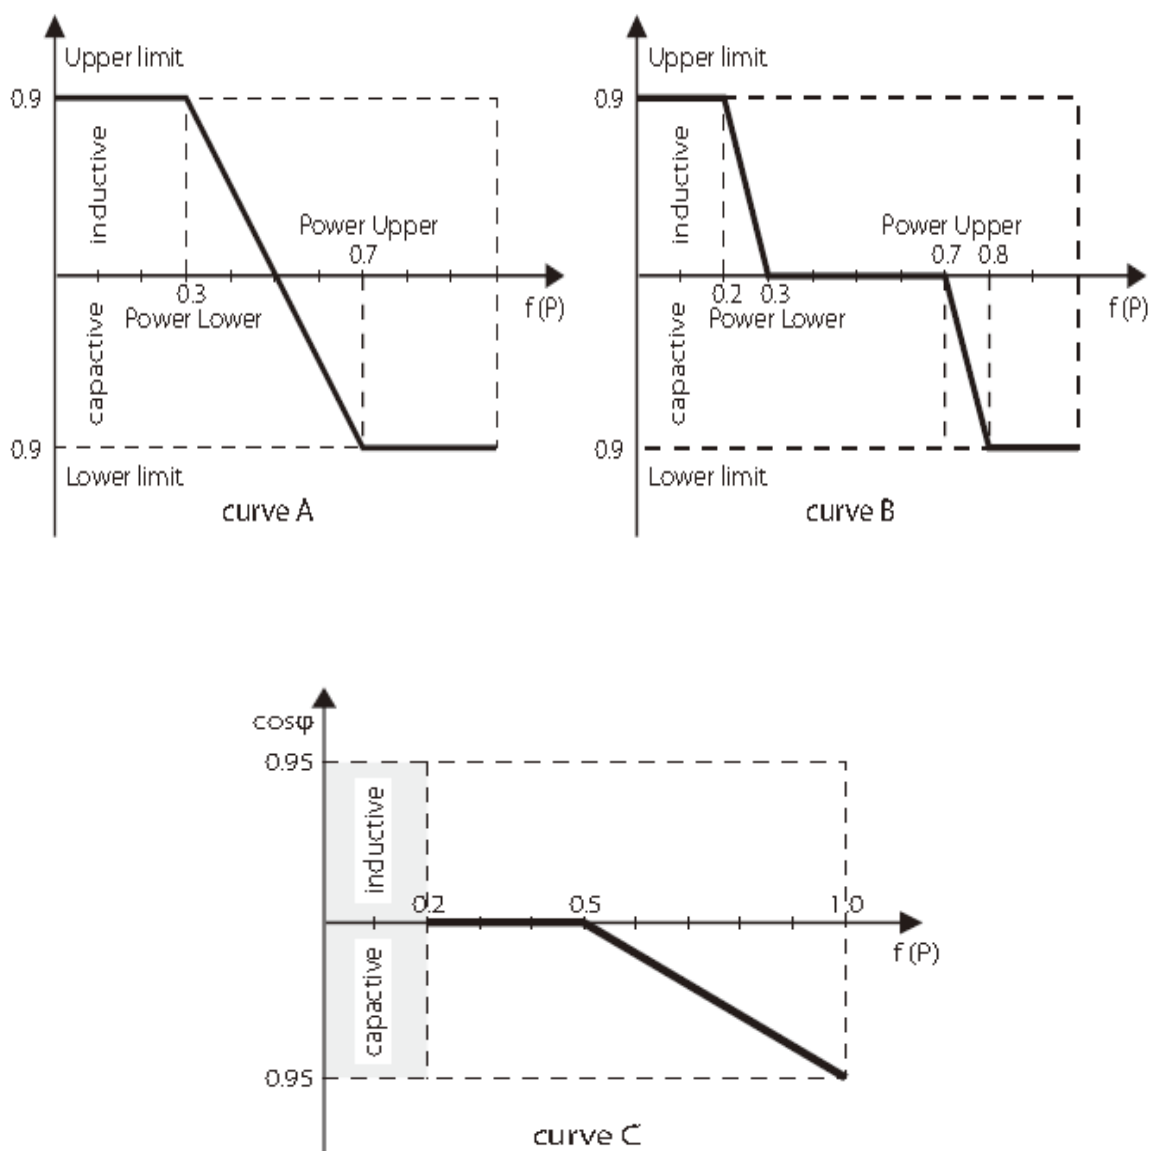 Upper limit
0.9
inductive
Power Upper
0.7
0.3
Power Lower
f (P)
capactive
0.9
Lower limit
curve A
Upper limit
0.9
inductive
Power Upper
0.7 0.8
0.2 0.3
Power Lower
f (P)
capactive
0.9
Lower limit
curve B
cosφ
0.95
inductive
0.2 0.5 1.0
f (P)
capactive
0.95
curve C